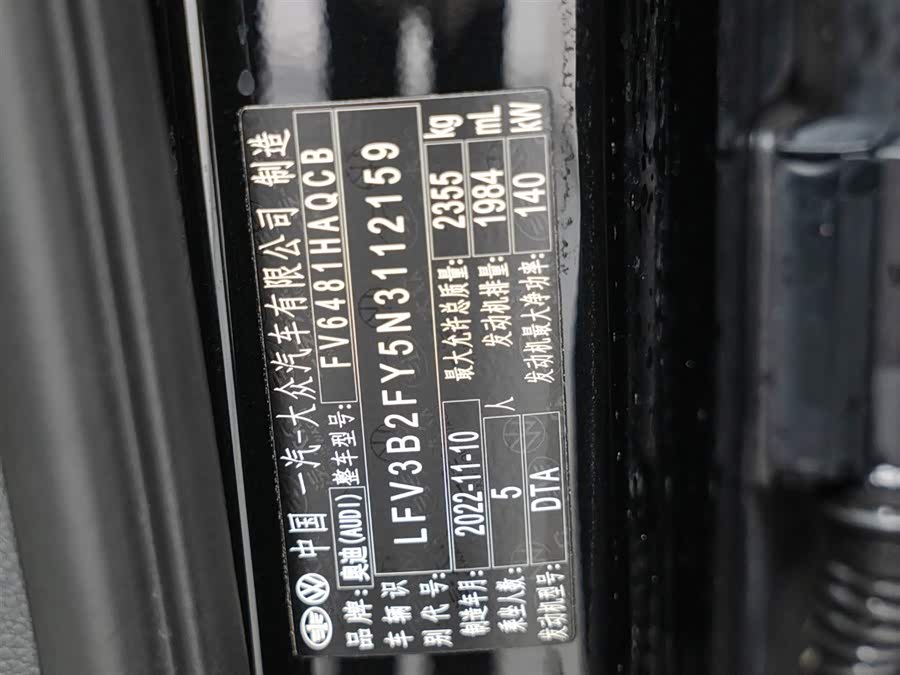 中国 一汽-大众汽车有限公司 制造
品牌: 奥迪(AUDI) 整车型号: FV6481HAQCB
车辆识别代号: LFV3B2FY5N3112159
制造年月: 2022-11-10 最大允许总质量: 2355 kg
乘坐人数: 5 人 发动机排量: 1984 mL
发动机型号: DTA 发动机最大净功率: 140 kW